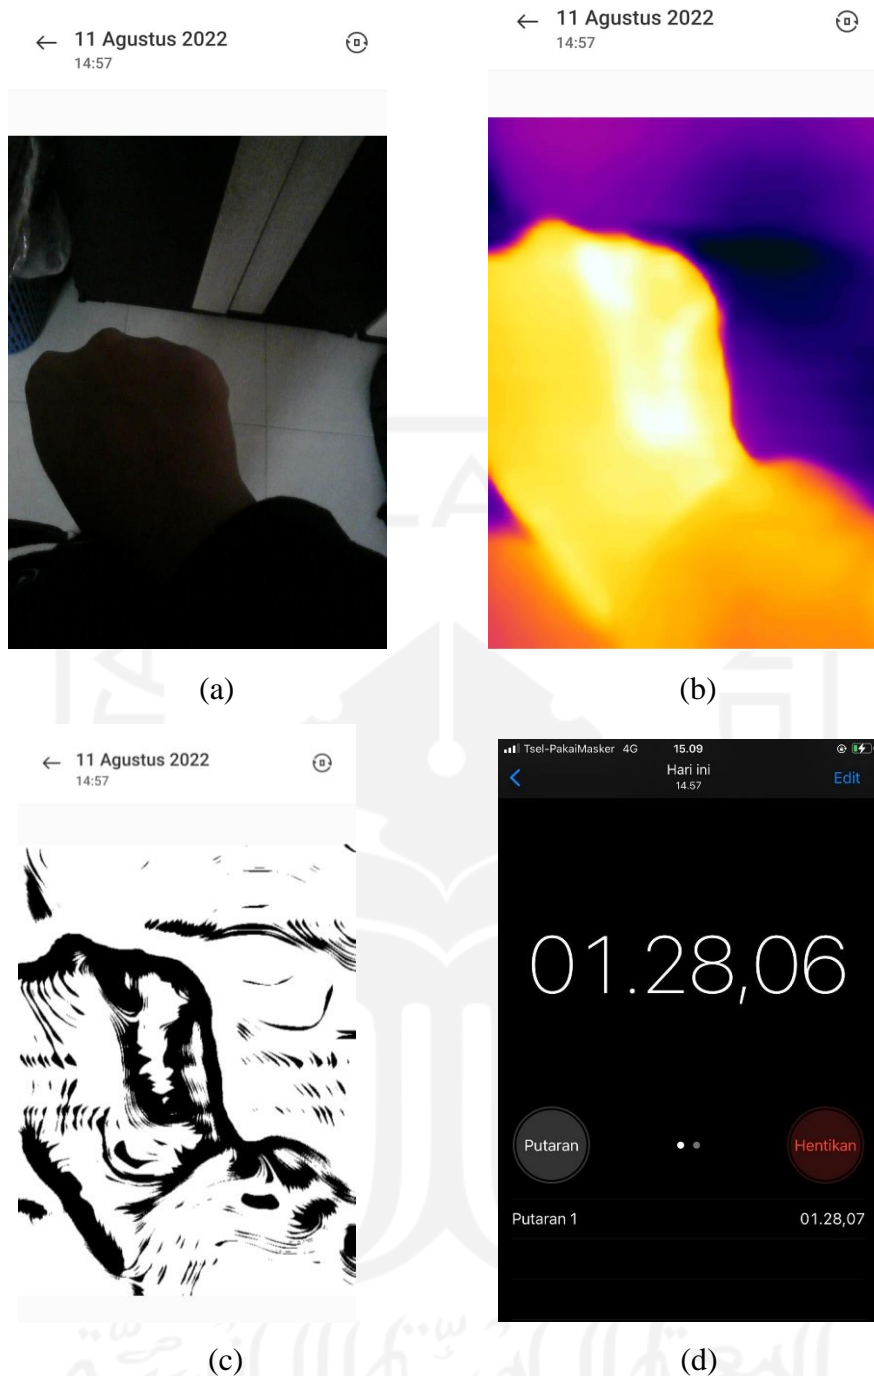 11 Agustus 2022
14:57
11 Agustus 2022
14:57
(a)
(b)
11 Agustus 2022
14:57
Tsel-PakaiMasker 4G 15.09
Hari ini
14.57
Edit
01.28,06
Putaran
Hentikan
Putaran 1 01.28,07
(c)
(d)